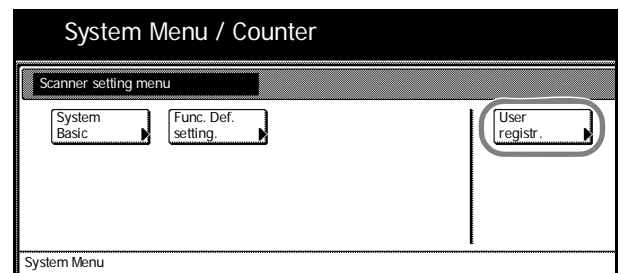 System Menu / Counter
Scanner setting menu
System
Basic
Func. Def.
setting.
User
registr.
System Menu